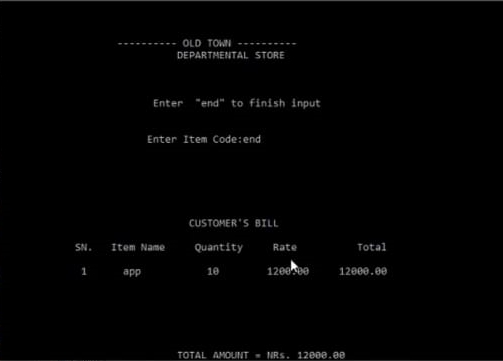 ---------- OLD TOWN ----------
DEPARTMENTAL STORE
Enter "end" to finish input
Enter Item Code:end
CUSTOMER'S BILL
SN. Item Name Quantity Rate Total
1 app 10 1200.00 12000.00
TOTAL AMOUNT = NRs. 12000.00